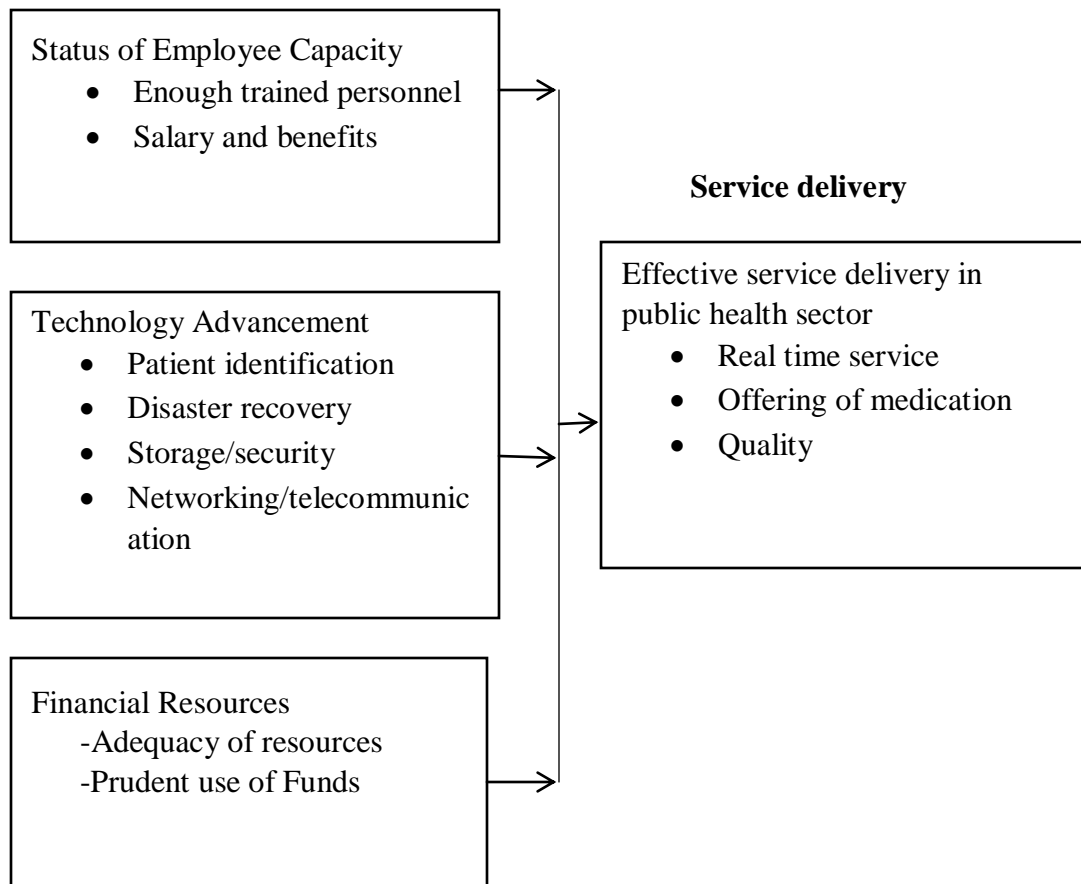 Status of Employee Capacity
• Enough trained personnel
• Salary and benefits
Technology Advancement
• Patient identification
• Disaster recovery
• Storage/security
• Networking/telecommunic
ation
Financial Resources
-Adequacy of resources
-Prudent use of Funds
Service delivery
Effective service delivery in
public health sector
• Real time service
• Offering of medication
• Quality